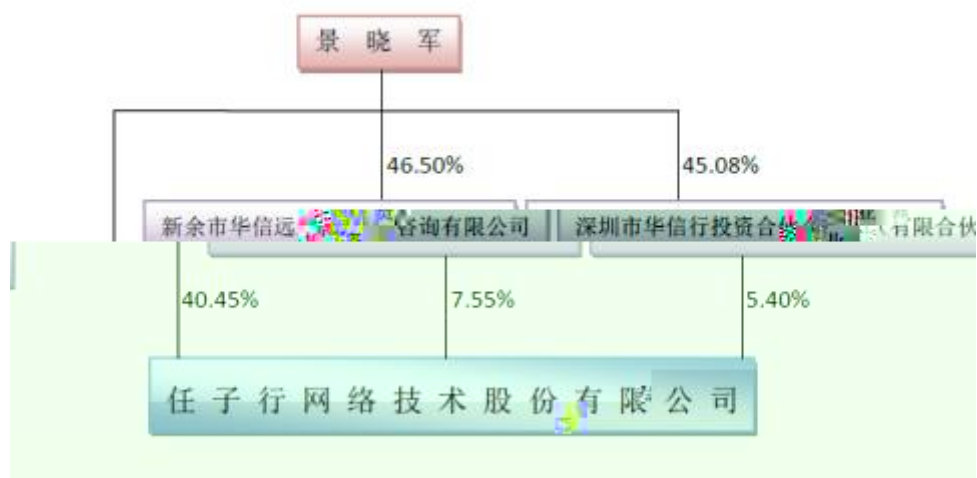 景 晓 军
46.50%
45.08%
新余市华信远 咨询有限公司
深圳市华信行投资合 (有限合伙
40.45%
7.55%
5.40%
任 子 行 网 络 技 术 股 份 有 限 公 司